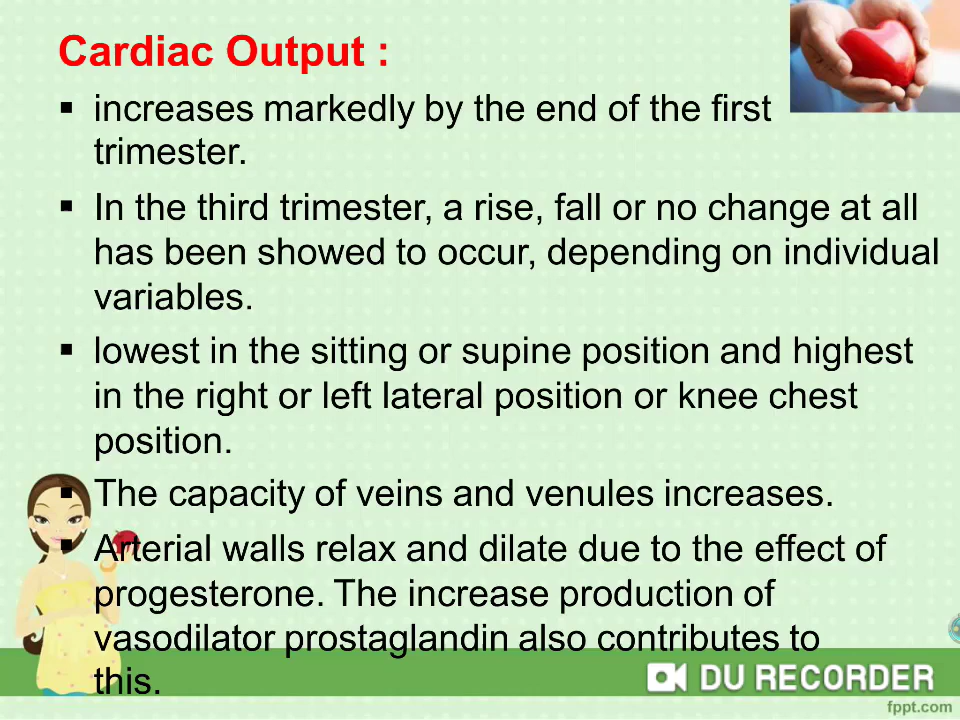 Cardiac Output :
▪ increases markedly by the end of the first
trimester.
▪ In the third trimester, a rise, fall or no change at all
has been showed to occur, depending on individual
variables.
▪ lowest in the sitting or supine position and highest
in the right or left lateral position or knee chest
position.
▪ The capacity of veins and venules increases.
▪ Arterial walls relax and dilate due to the effect of
progesterone. The increase production of
vasodilator prostaglandin also contributes to
this.
DU RECORDER
fppt.com